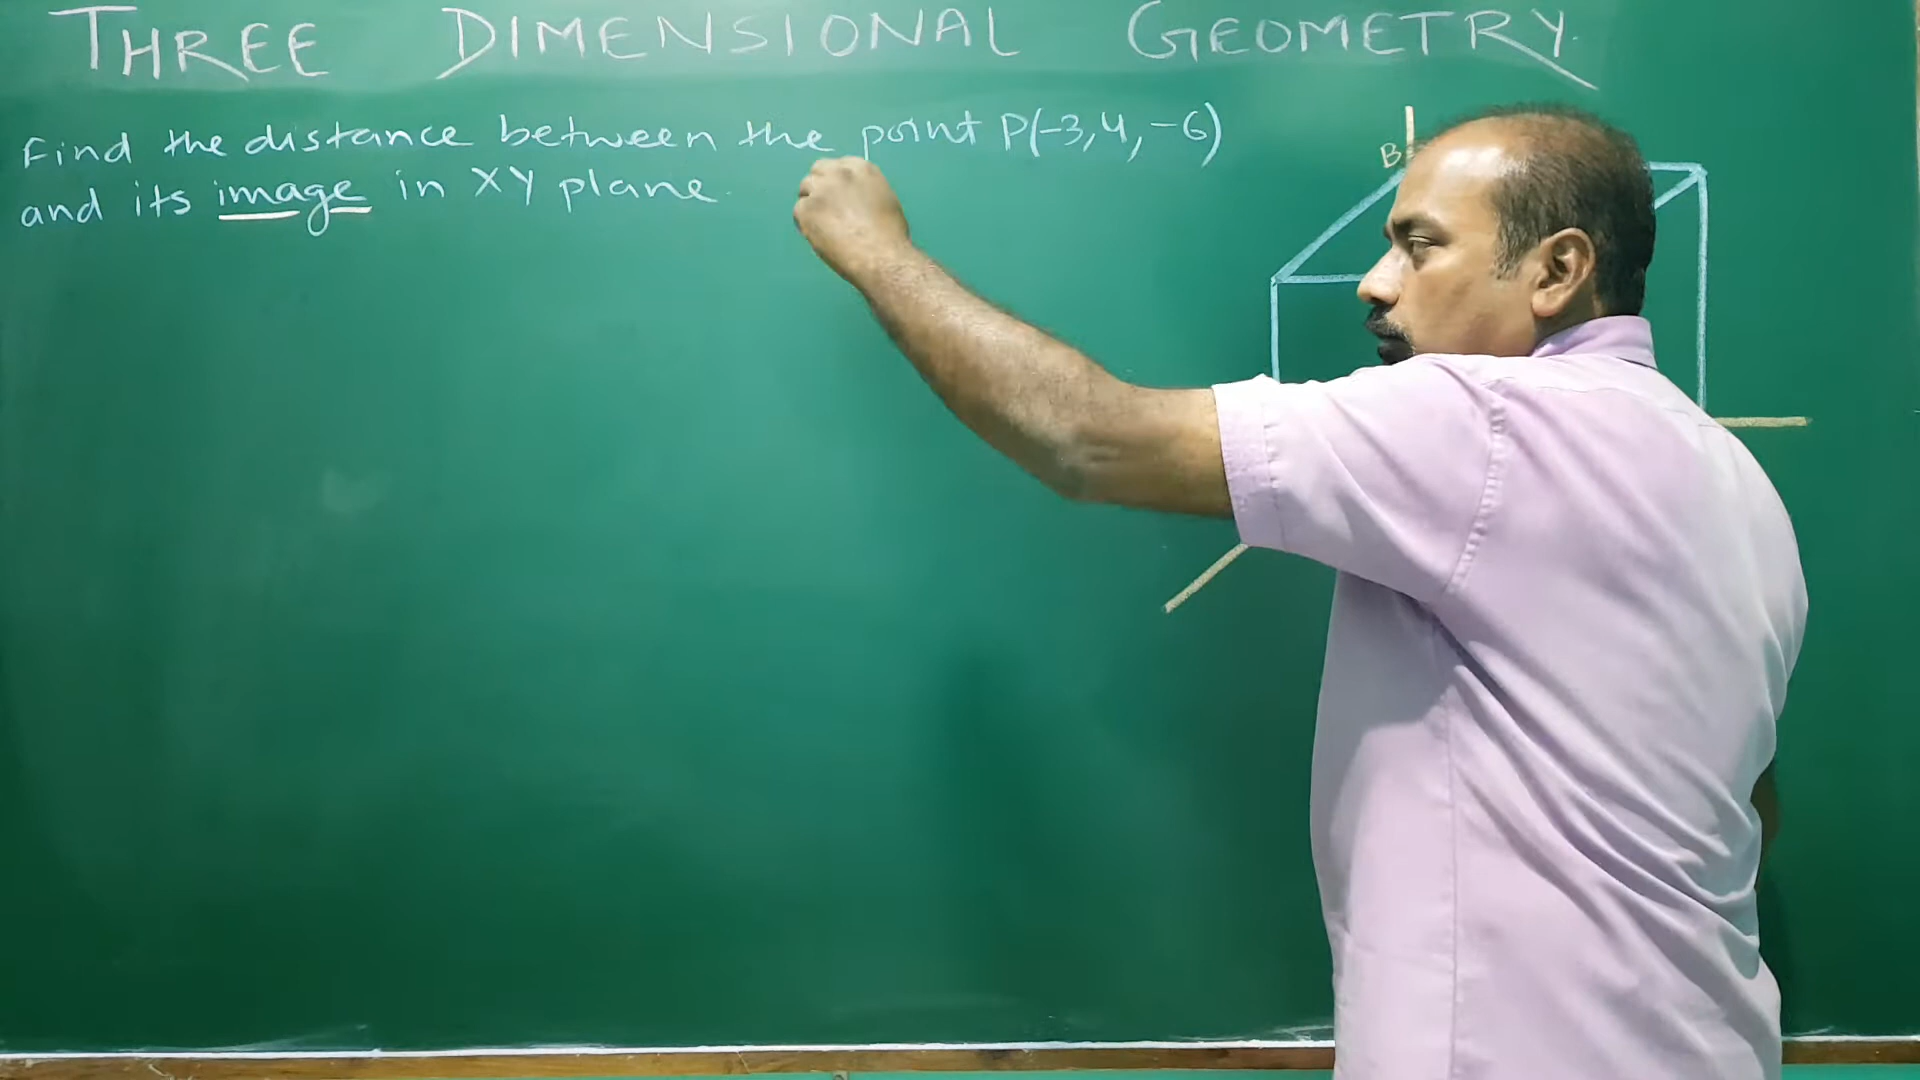 THREE DIMENSIONAL GEOMETRY
Find the distance between the point P(-3,4,-6)
and its image in XY plane.
B